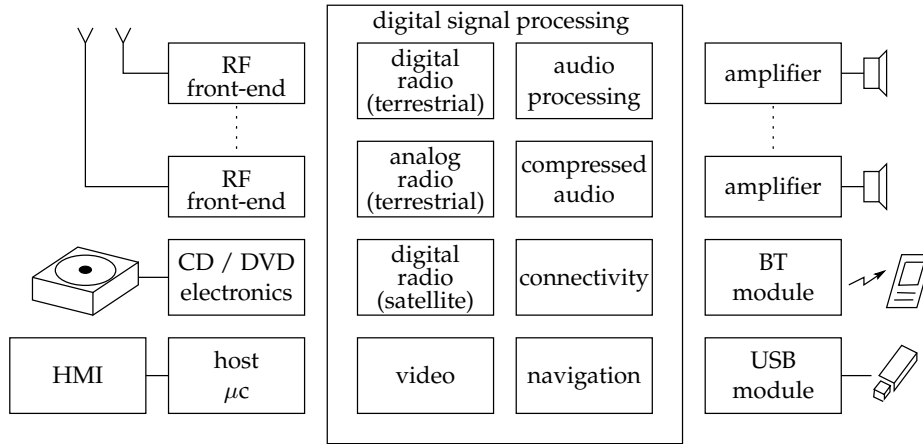 digital signal processing
RF
front-end
digital
radio
(terrestrial)
audio
processing
amplifier
RF
front-end
analog
radio
(terrestrial)
compressed
audio
amplifier
CD / DVD
electronics
digital
radio
(satellite)
connectivity
BT
module
HMI
host
μc
video
navigation
USB
module